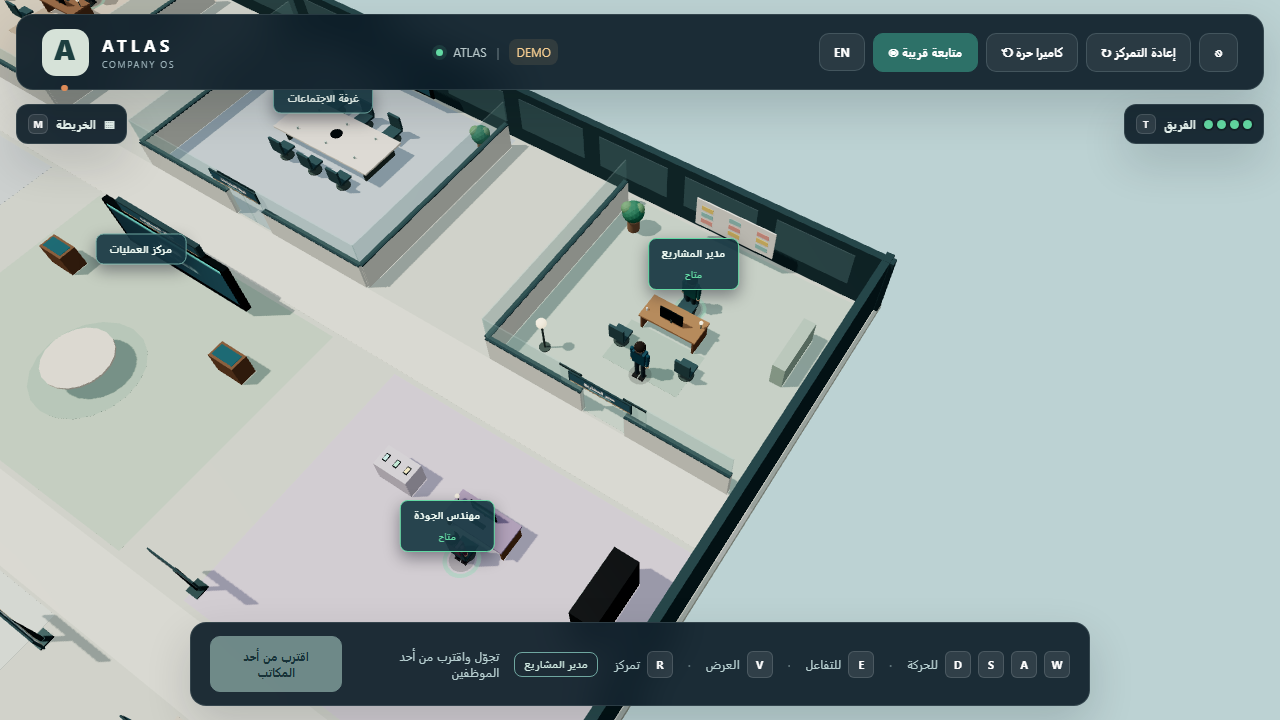 A
ATLAS
COMPANY OS
ATLAS | DEMO
EN
متابعة قريبة
كاميرا حرة
إعادة التمركز
الخريطة M
الفريق T
غرفة الاجتماعات
مركز العمليات
مدير المشاريع
متاح
مهندس الجودة
متاح
W A S D للحركة · E للتفاعل · V العرض · R تمركز
مدير المشاريع
تجوّل واقترب من أحد
الموظفين
اقترب من أحد
المكاتب